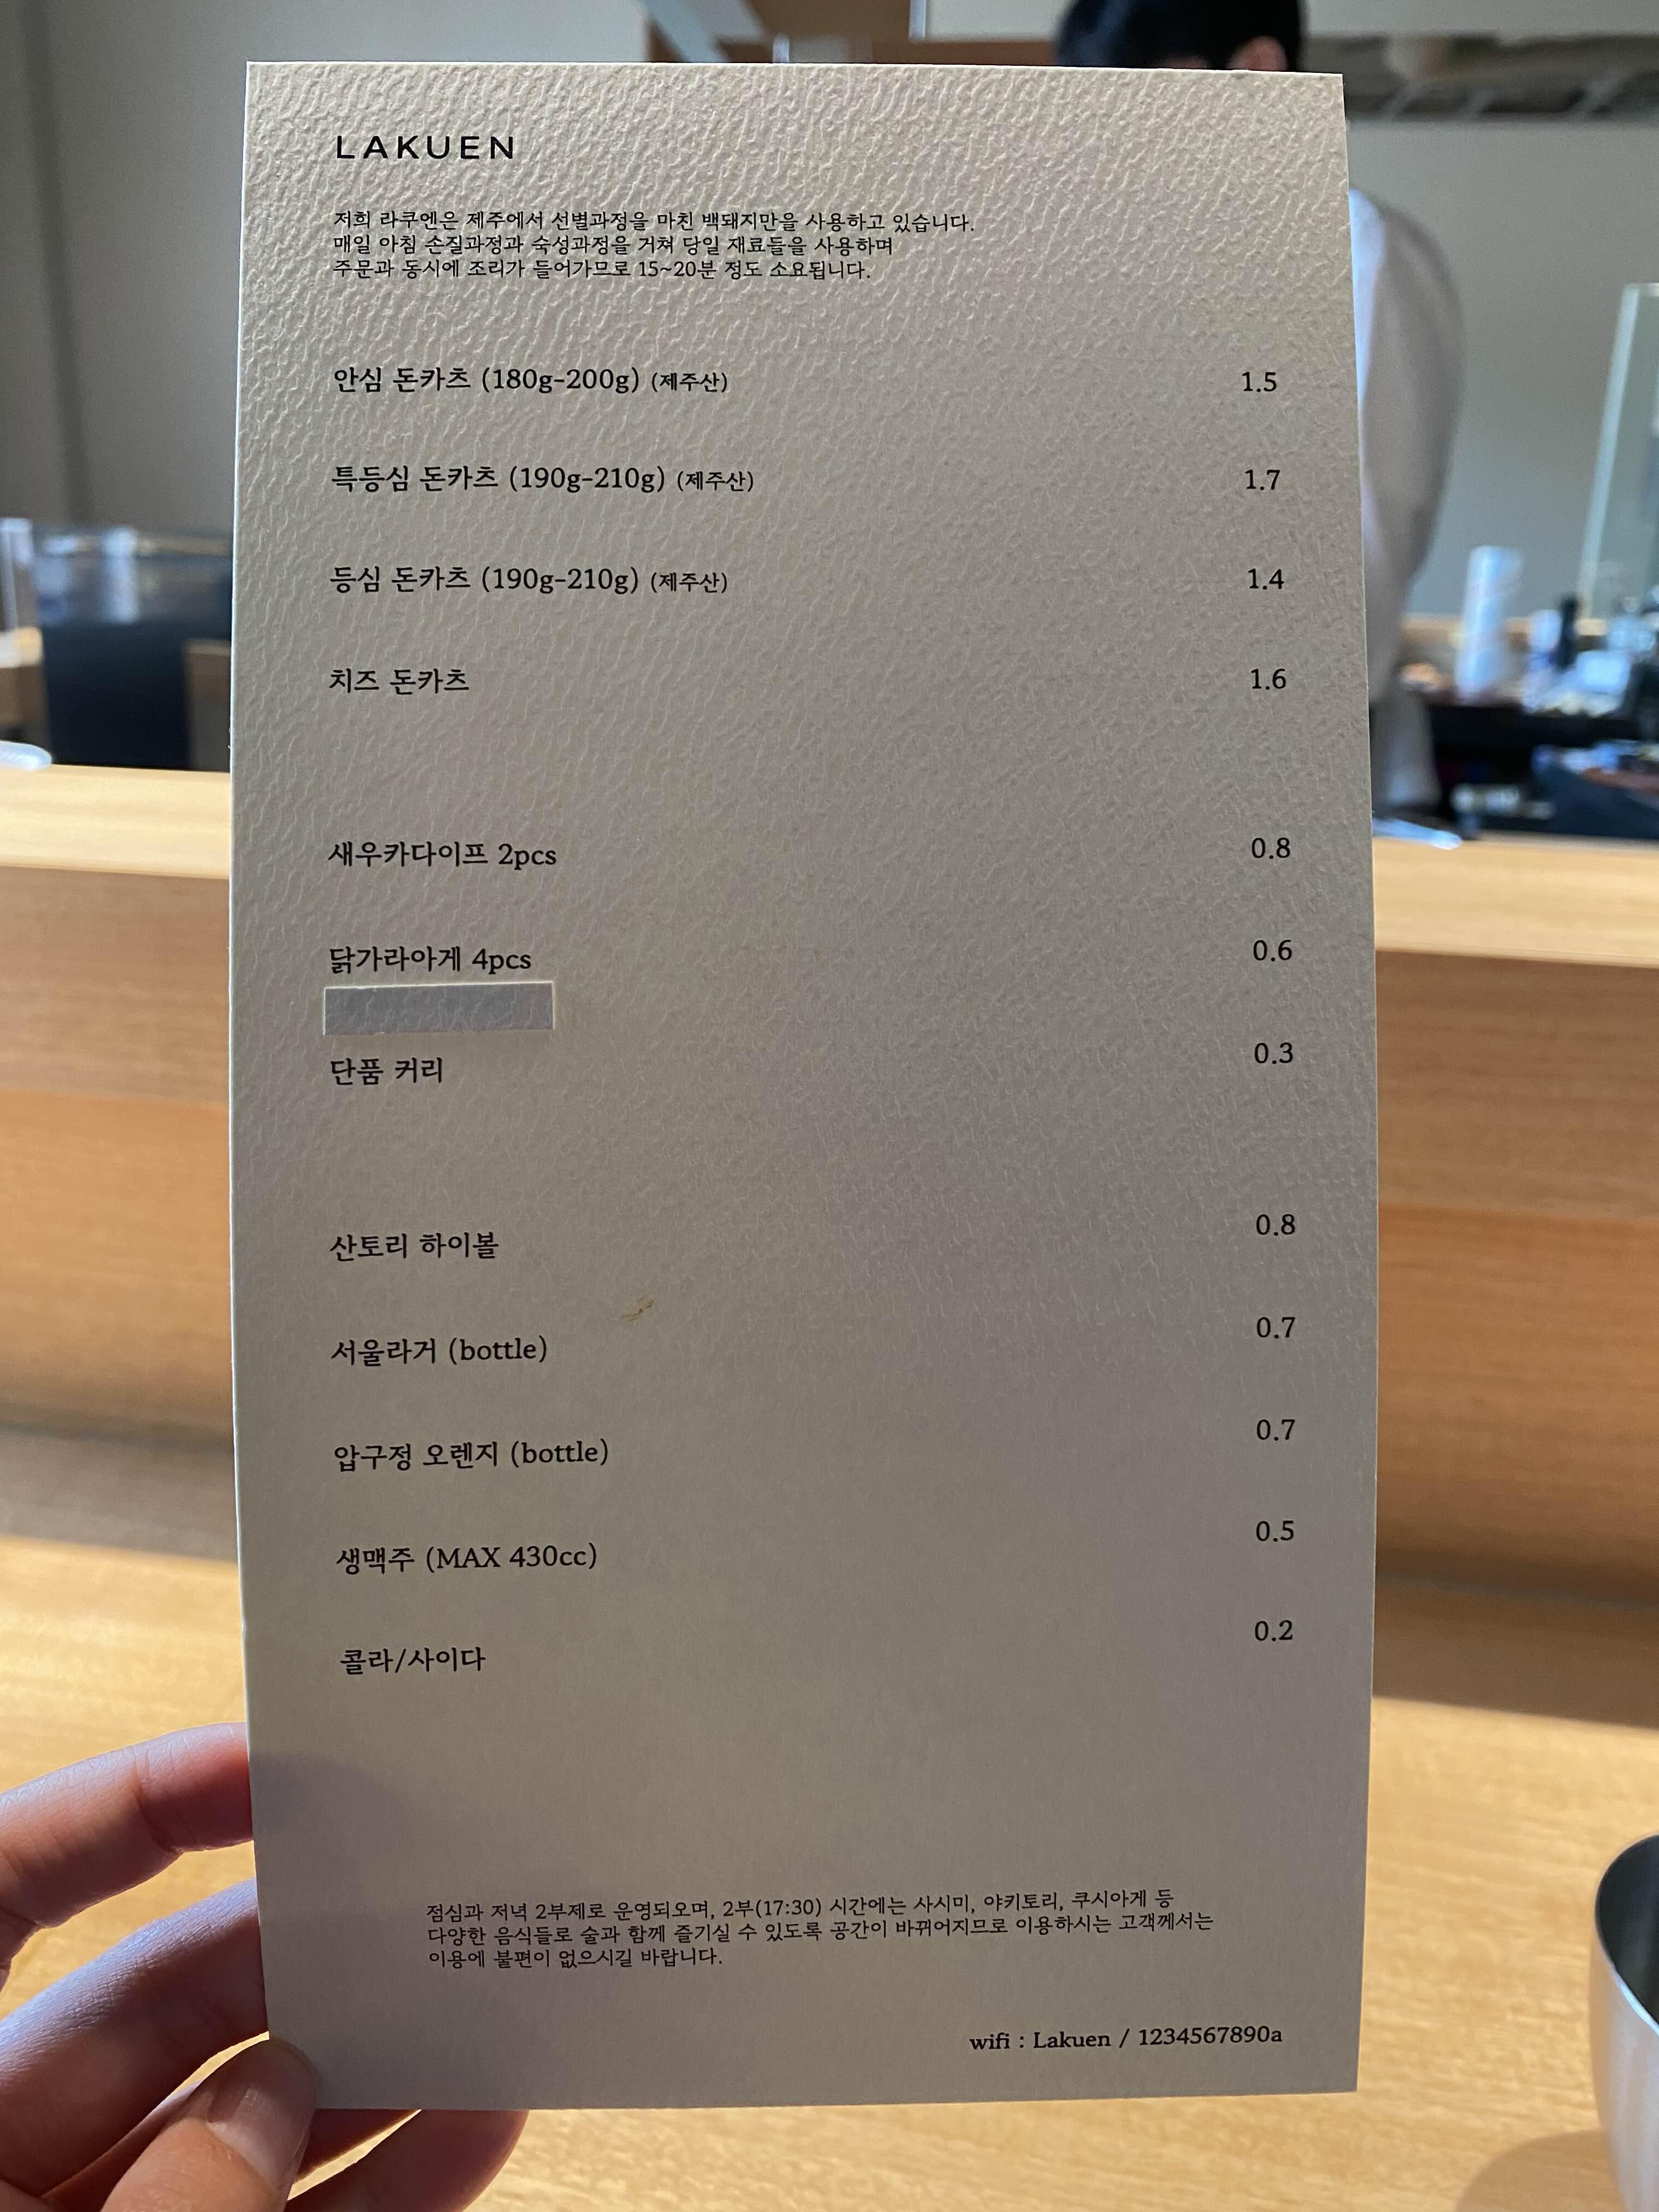 LAKUEN
저희 라쿠엔은 제주에서 선별과정을 마친 백돼지만을 사용하고 있습니다.
매일 아침 손질과정과 숙성과정을 거쳐 당일 재료들을 사용하며
주문과 동시에 조리가 들어가므로 15~20분 정도 소요됩니다.
안심 돈카츠 (180g-200g) (제주산) 1.5
특등심 돈카츠 (190g-210g) (제주산) 1.7
등심 돈카츠 (190g-210g) (제주산) 1.4
치즈 돈카츠 1.6
새우카다이프 2pcs 0.8
닭가라아게 4pcs 0.6
단품 커리 0.3
산토리 하이볼 0.8
서울라거 (bottle) 0.7
압구정 오렌지 (bottle) 0.7
생맥주 (MAX 430cc) 0.5
콜라/사이다 0.2
점심과 저녁 2부제로 운영되오며, 2부(17:30) 시간에는 사시미, 야키토리, 쿠시아게 등
다양한 음식들로 술과 함께 즐기실 수 있도록 공간이 바뀌어지므로 이용하시는 고객께서는
이용에 불편이 없으시길 바랍니다.
wifi : Lakuen / 1234567890a